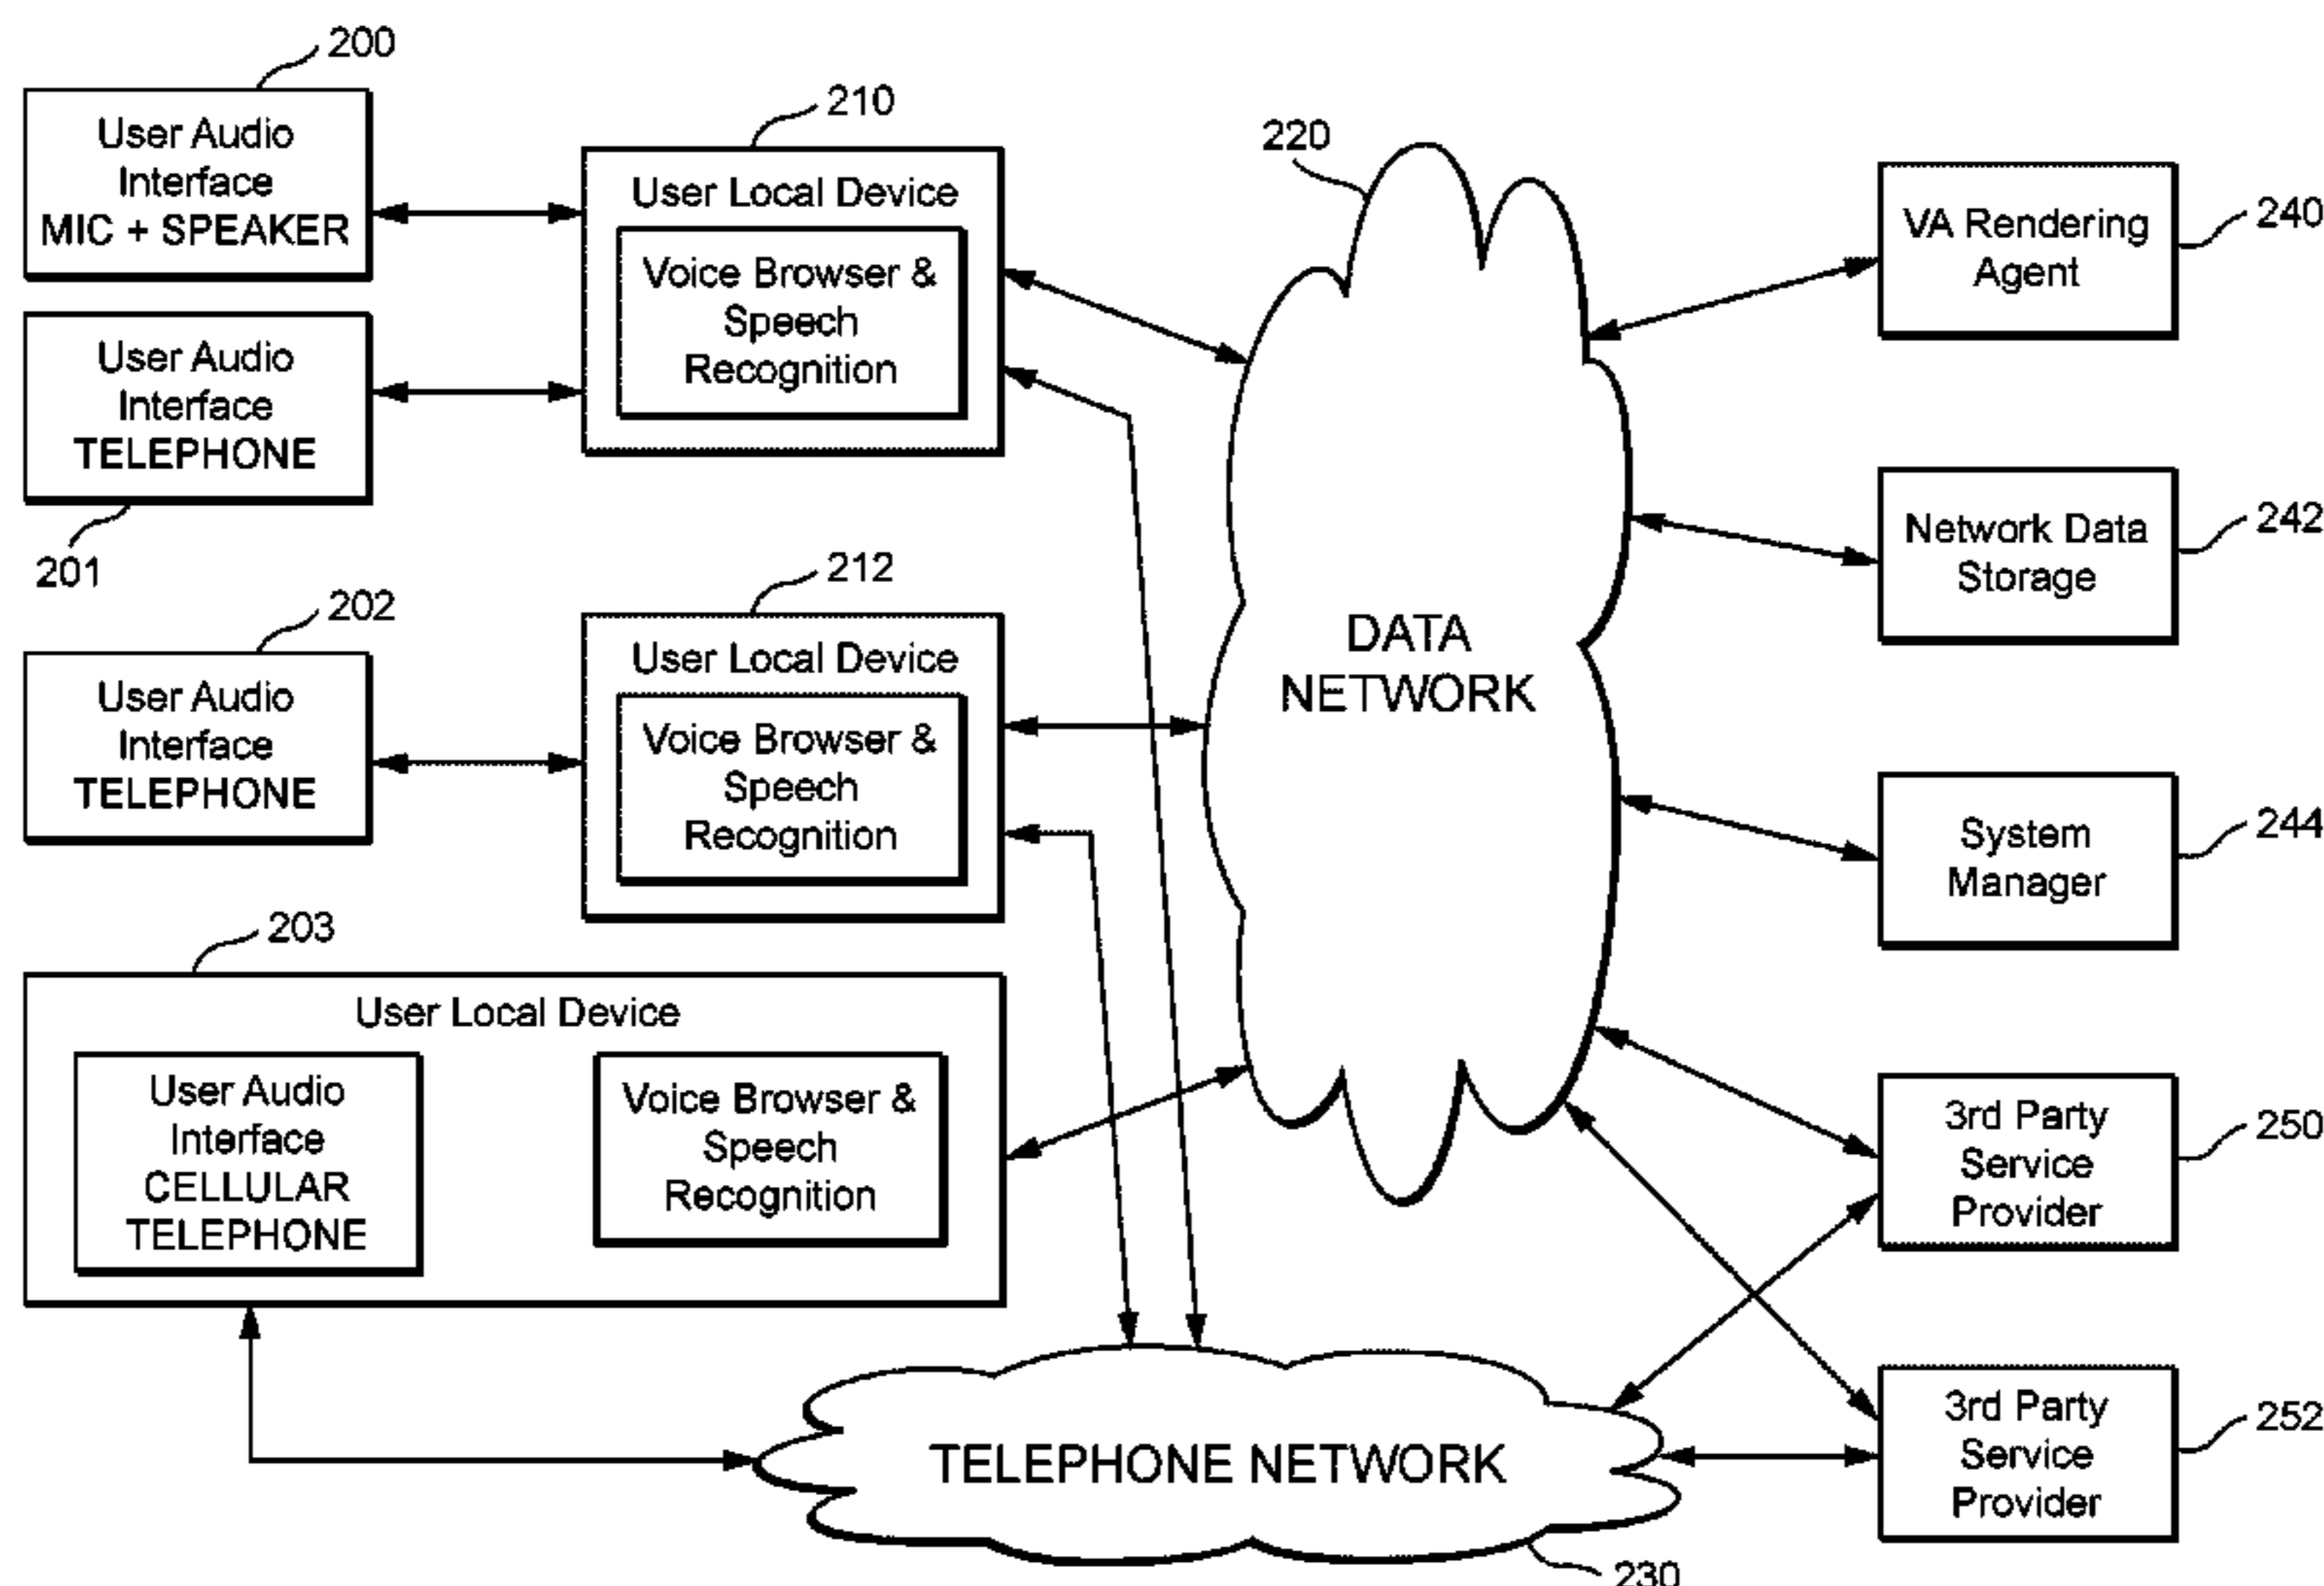 200
User Audio
Interface
MIC + SPEAKER
User Audio
Interface
TELEPHONE
201
210
User Local Device
Voice Browser &
Speech
Recognition
202
User Audio
Interface
TELEPHONE
212
User Local Device
Voice Browser &
Speech
Recognition
203
User Local Device
User Audio
Interface
CELLULAR
TELEPHONE
Voice Browser &
Speech
Recognition
220
DATA
NETWORK
TELEPHONE NETWORK
230
VA Rendering
Agent
240
Network Data
Storage
242
System
Manager
244
3rd Party
Service
Provider
250
3rd Party
Service
Provider
252